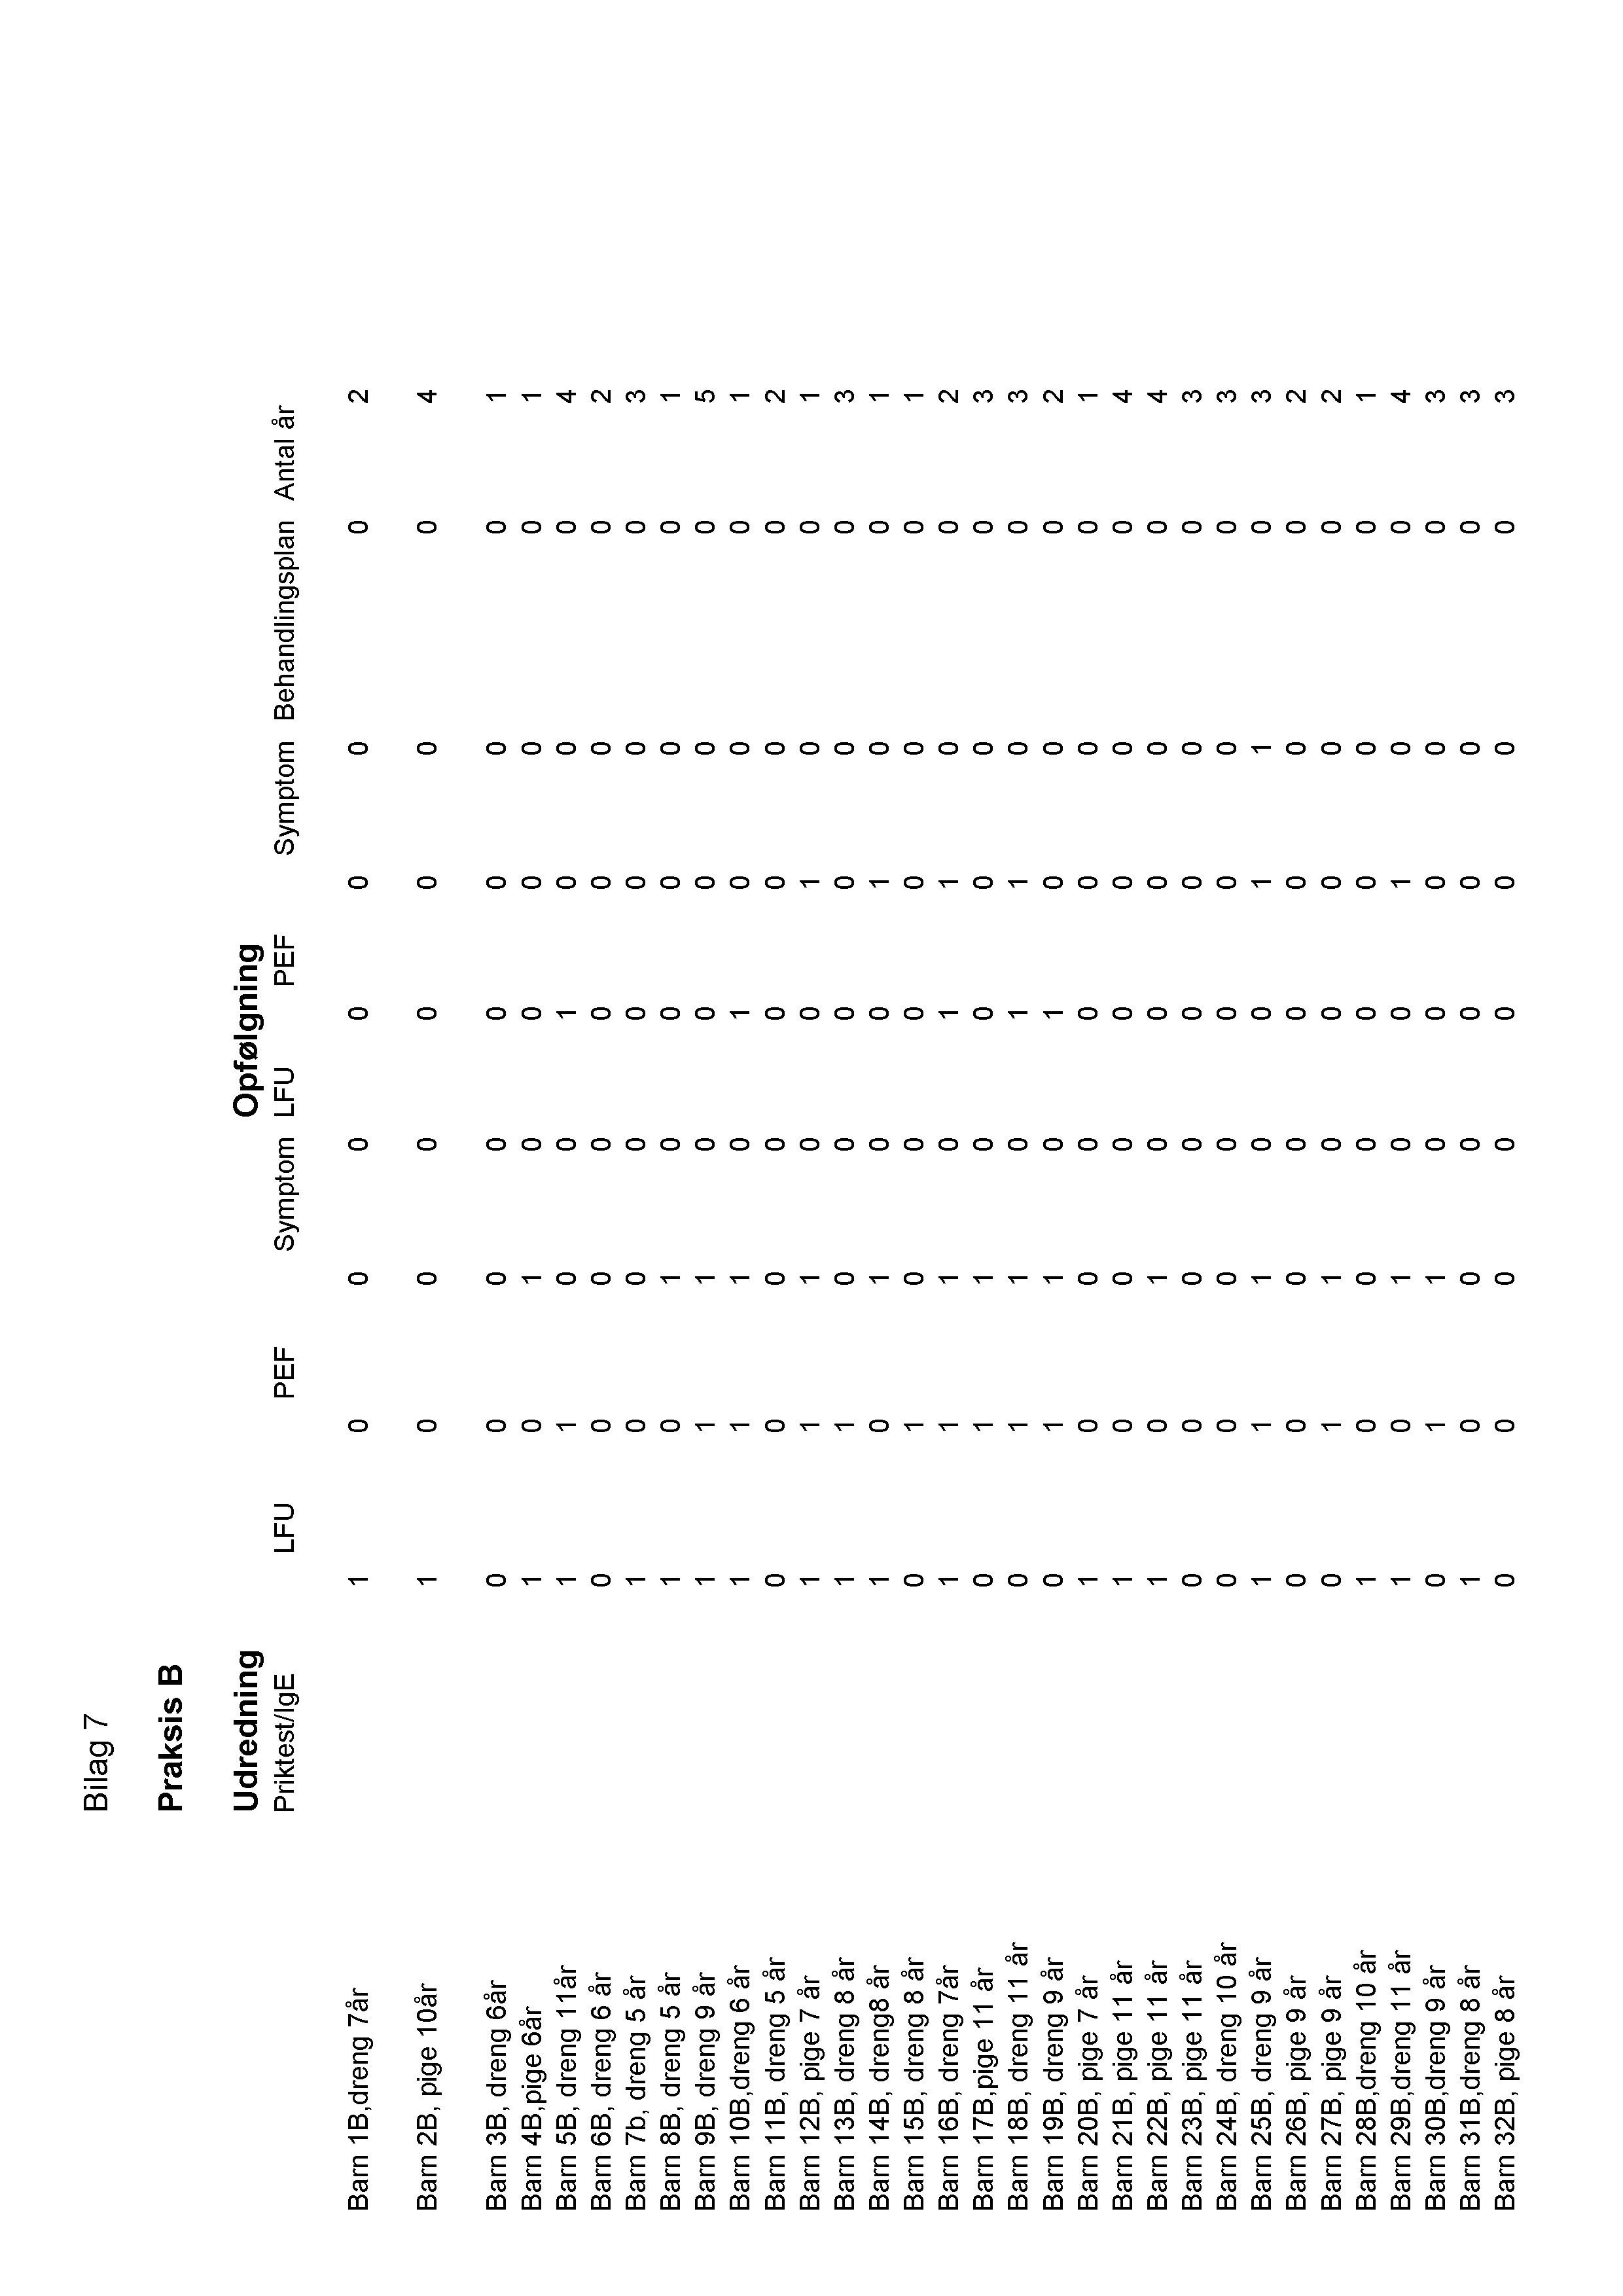 Bilag 7
Praksis B
Udredning Opfølgning
Priktest/IgE LFU PEF Symptom LFU PEF Symptom Behandlingsplan Antal år
Barn 1B,dreng 7år 1 0 0 0 0 0 0 0 2
Barn 2B, pige 10år 1 0 0 0 0 0 0 0 4
Barn 3B, dreng 6år 0 0 0 0 0 0 0 0 1
Barn 4B,pige 6år 1 0 1 0 0 0 0 0 1
Barn 5B, dreng 11år 1 1 0 0 1 0 0 0 4
Barn 6B, dreng 6 år 0 0 0 0 0 0 0 0 2
Barn 7b, dreng 5 år 1 0 0 0 0 0 0 0 3
Barn 8B, dreng 5 år 1 0 1 0 0 0 0 0 1
Barn 9B, dreng 9 år 1 1 1 0 0 0 0 0 5
Barn 10B,dreng 6 år 1 1 1 0 1 0 0 0 1
Barn 11B, dreng 5 år 0 0 0 0 0 0 0 0 2
Barn 12B, pige 7 år 1 1 1 0 0 1 0 0 1
Barn 13B, dreng 8 år 1 1 0 0 0 0 0 0 3
Barn 14B, dreng8 år 1 0 1 0 0 1 0 0 1
Barn 15B, dreng 8 år 0 1 0 0 0 0 0 0 1
Barn 16B, dreng 7år 1 1 1 0 1 1 0 0 2
Barn 17B,pige 11 år 0 1 1 0 0 0 0 0 3
Barn 18B, dreng 11 år 0 1 1 0 1 1 0 0 3
Barn 19B, dreng 9 år 0 1 1 0 1 0 0 0 2
Barn 20B, pige 7 år 1 0 0 0 0 0 0 0 1
Barn 21B, pige 11 år 1 0 0 0 0 0 0 0 4
Barn 22B, pige 11 år 1 0 1 0 0 0 0 0 4
Barn 23B, pige 11 år 0 0 0 0 0 0 0 0 3
Barn 24B, dreng 10 år 0 0 0 0 0 0 0 0 3
Barn 25B, dreng 9 år 1 1 1 0 0 1 1 0 3
Barn 26B, pige 9 år 0 0 0 0 0 0 0 0 2
Barn 27B, pige 9 år 0 1 1 0 0 0 0 0 2
Barn 28B,dreng 10 år 1 0 0 0 0 0 0 0 1
Barn 29B,dreng 11 år 1 0 1 0 0 1 0 0 4
Barn 30B,dreng 9 år 0 1 1 0 0 0 0 0 3
Barn 31B,dreng 8 år 1 0 0 0 0 0 0 0 3
Barn 32B, pige 8 år 0 0 0 0 0 0 0 0 3